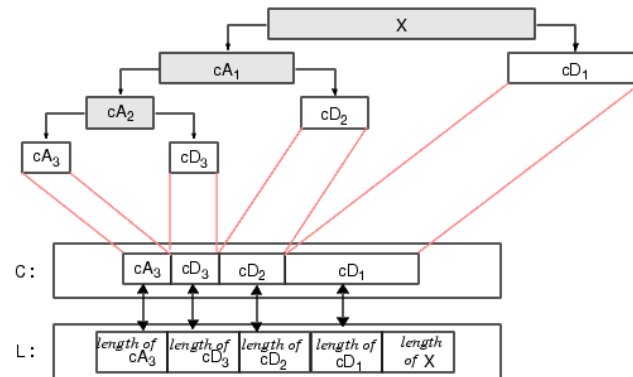 X
cA₁
cD₁
cA₂
cD₂
cA₃
cD₃
C: cA₃ cD₃ cD₂ cD₁
L: length of cA₃ length of cD₃ length of cD₂ length of cD₁ length of X